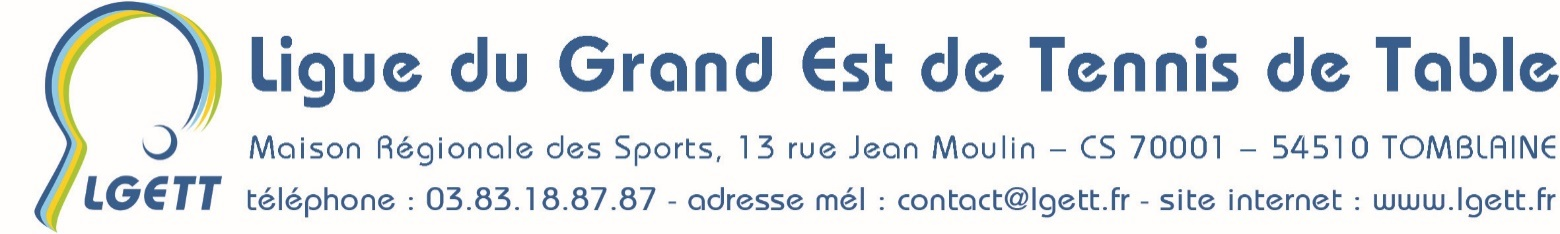 Ligue du Grand Est de Tennis de Table
Maison Régionale des Sports, 13 rue Jean Moulin – CS 70001 – 54510 TOMBLAINE
LGETT
téléphone : 03.83.18.87.87 - adresse mél : contact@lgett.fr - site internet : www.lgett.fr